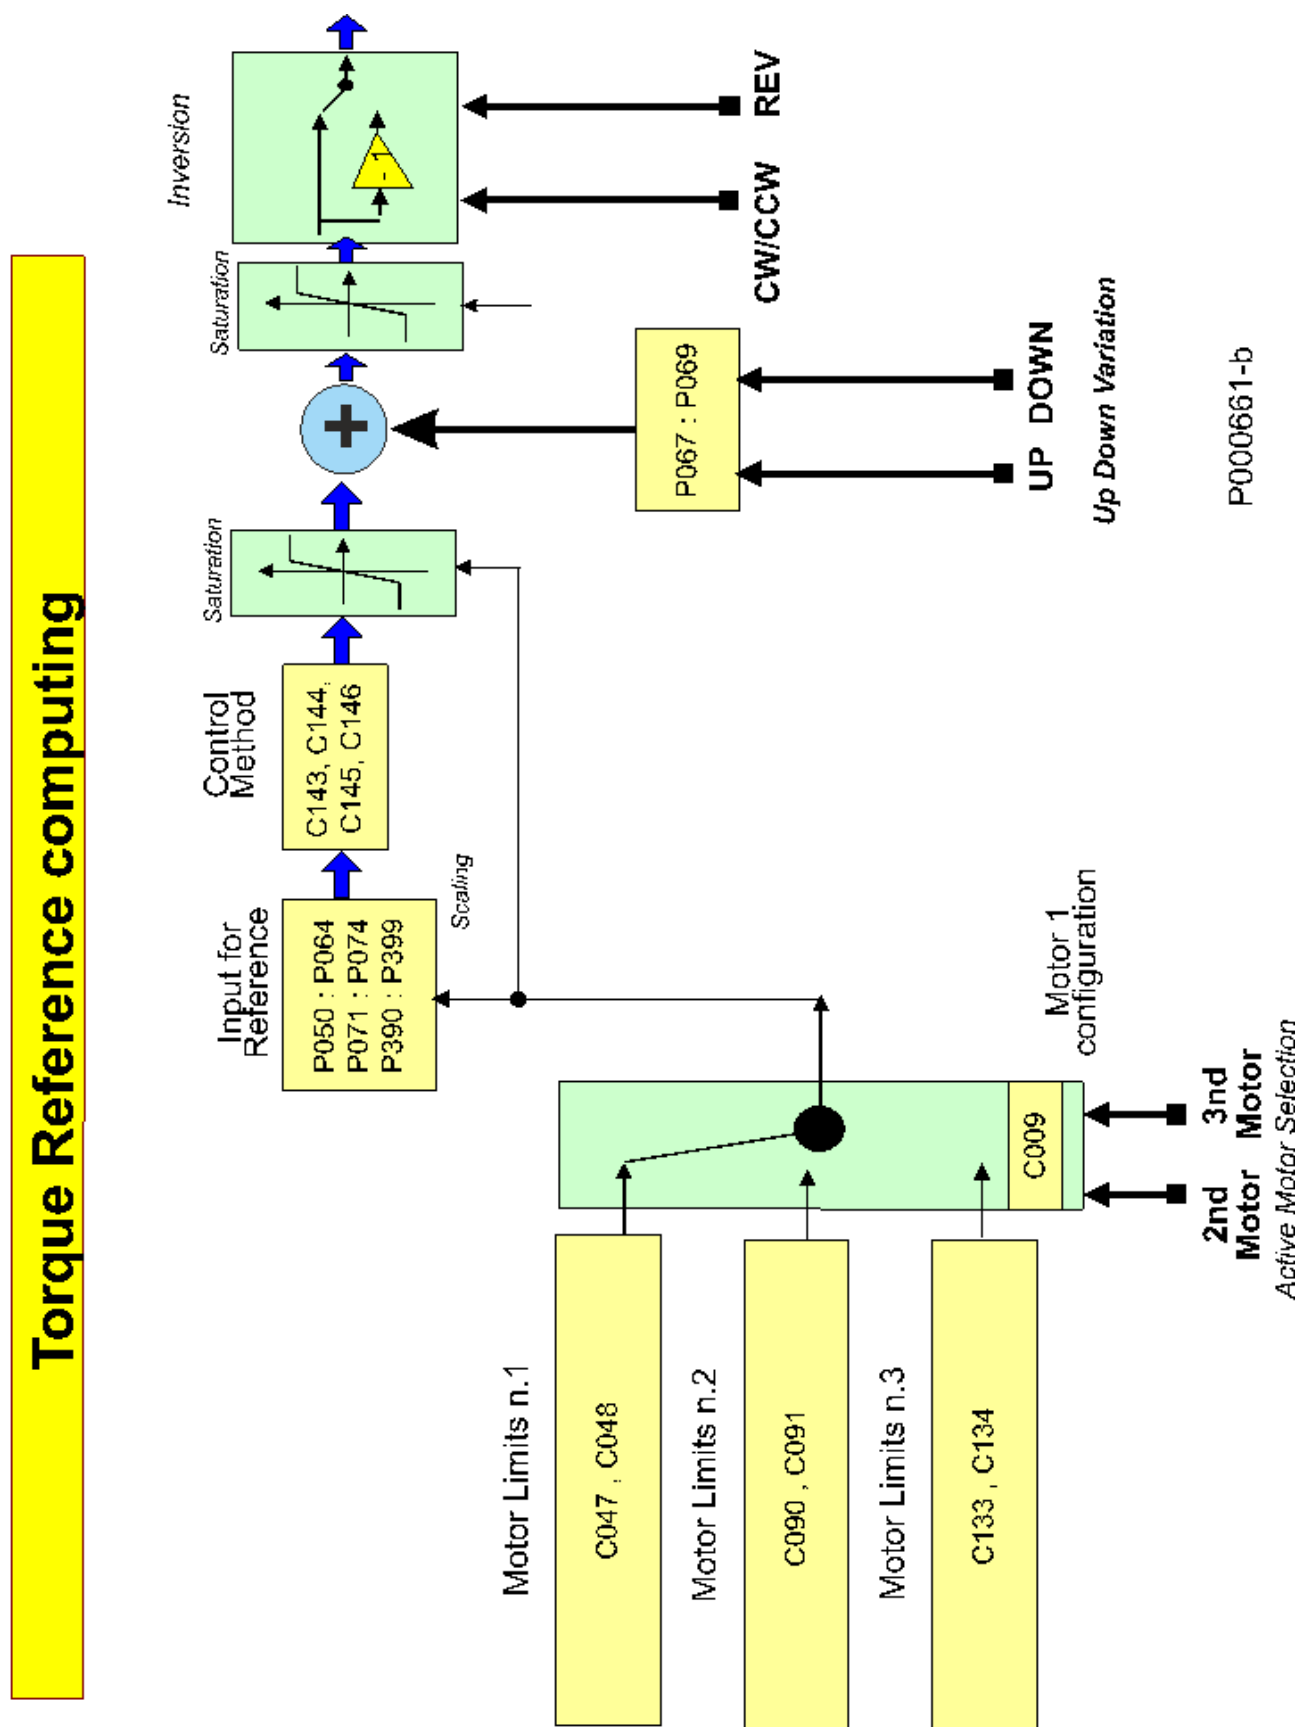 Torque Reference computing
Input for
Reference
P050 : P064
P071 : P074
P390 : P399
Control
Method
C143, C144,
C145, C146
Saturation
+
Saturation
Inversion
- 1
Scaling
P067 : P069
CW/CCW REV
UP DOWN
Up Down Variation
Motor Limits n.1
C047 , C048
Motor Limits n.2
C090 , C091
Motor Limits n.3
C133 , C134
C009
Motor 1
configuration
2nd
Motor
3nd
Motor
Active Motor Selection
P000661-b